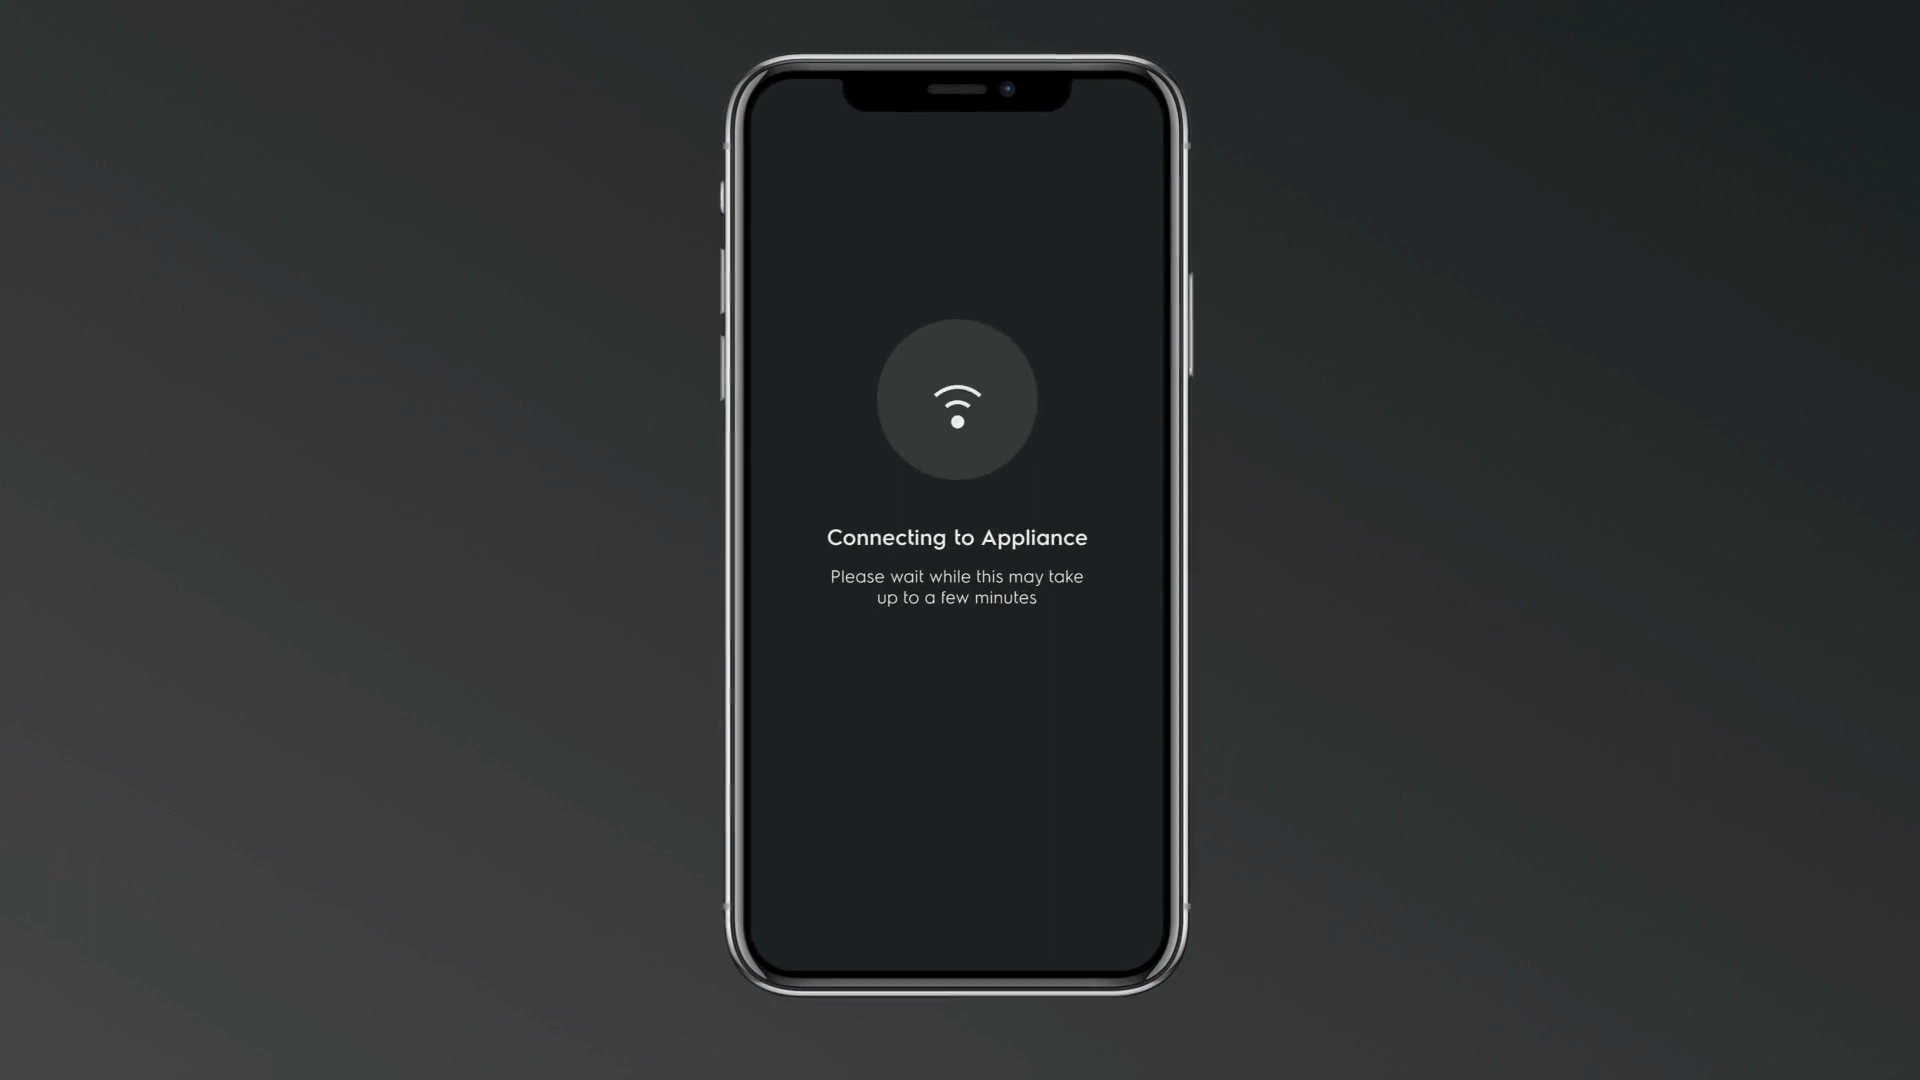 Connecting to Appliance
Please wait while this may take
up to a few minutes